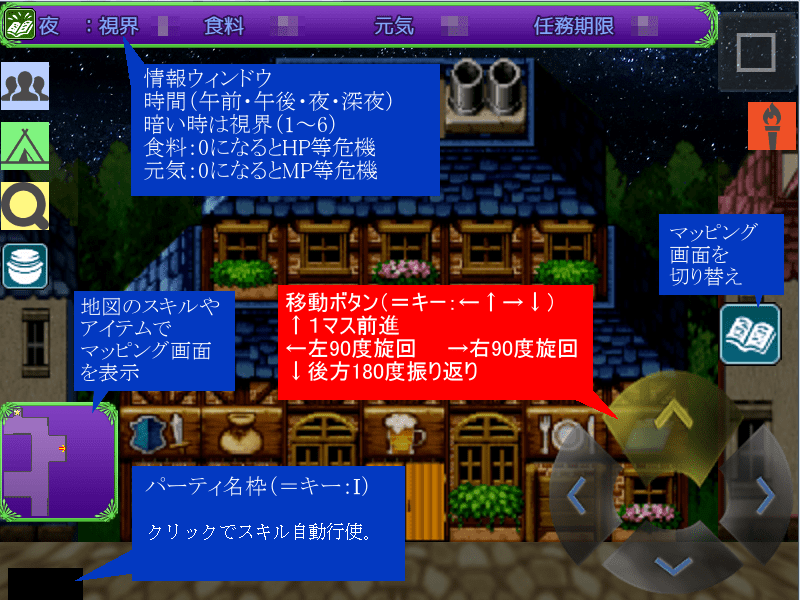 夜 ：視界 食料 元気 任務期限
情報ウィンドウ
時間（午前・午後・夜・深夜）
暗い時は視界（1～6）
食料：0になるとHP等危機
元気：0になるとMP等危機
マッピング
画面を
切り替え
地図のスキルや
アイテムで
マッピング画面
を表示
移動ボタン（＝キー：←↑→↓）
↑１マス前進
←左90度旋回 →右90度旋回
↓後方180度振り返り
パーティ名枠（＝キー：I）
クリックでスキル自動行使。